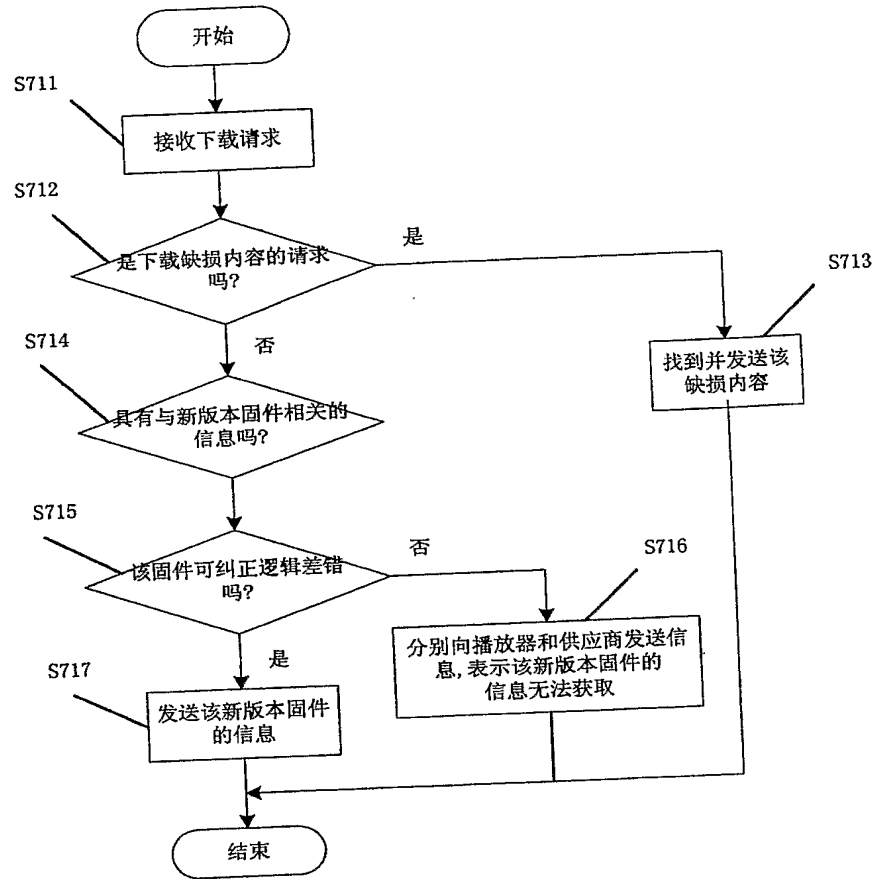 开始
S711
接收下载请求
S712
是下载缺损内容的请求
吗?
是
S713
找到并发送该
缺损内容
否
S714
具有与新版本固件相关的
信息吗?
S715
该固件可纠正逻辑差错
吗?
否
S716
分别向播放器和供应商发送信
息,表示该新版本固件的
信息无法获取
是
S717
发送该新版本固件
的信息
结束